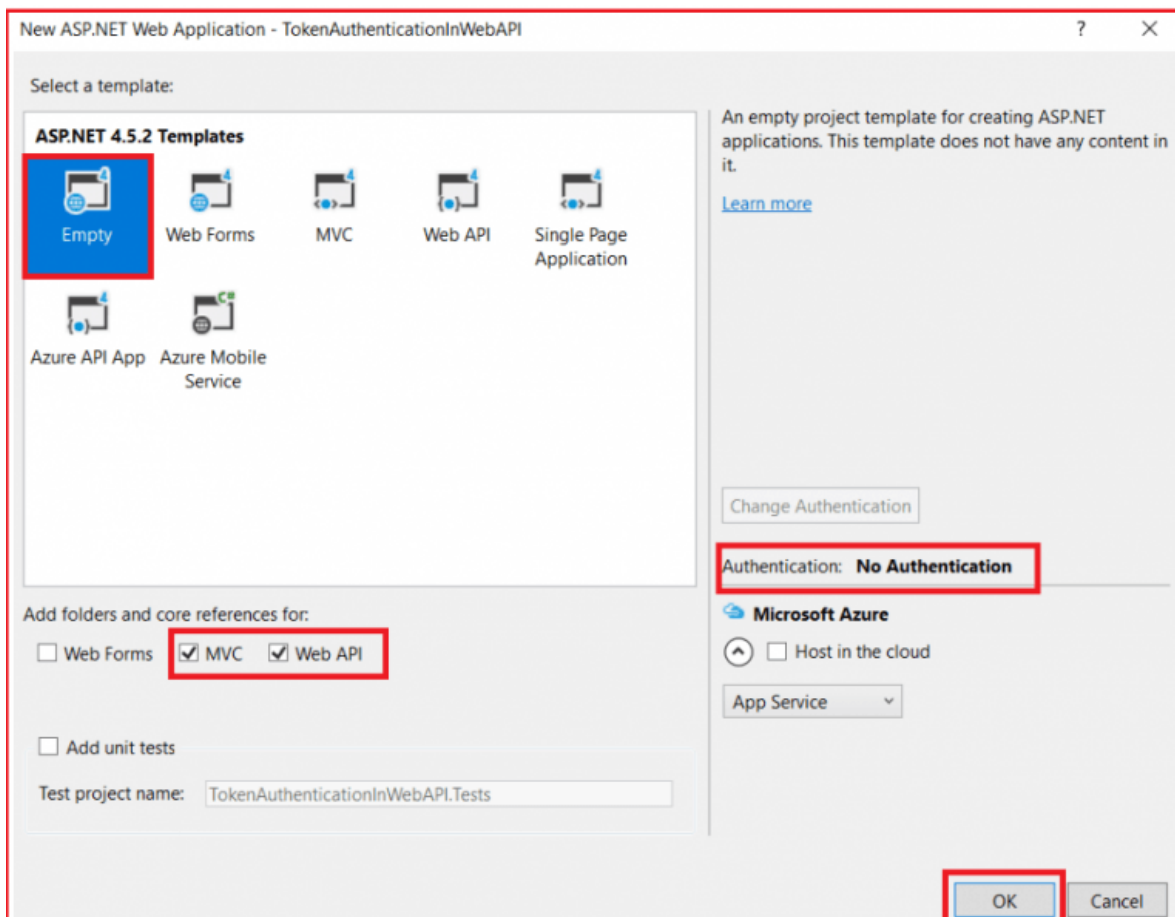 New ASP.NET Web Application - TokenAuthenticationInWebAPI
?
Select a template:
ASP.NET 4.5.2 Templates
Empty
Web Forms
MVC
Web API
Single Page
Application
Azure API App
Azure Mobile
Service
An empty project template for creating ASP.NET
applications. This template does not have any content in
it.
Learn more
Change Authentication
Authentication: No Authentication
Add folders and core references for:
Web Forms
MVC
Web API
Microsoft Azure
Host in the cloud
App Service
Add unit tests
Test project name:
TokenAuthenticationInWebAPI.Tests
OK
Cancel